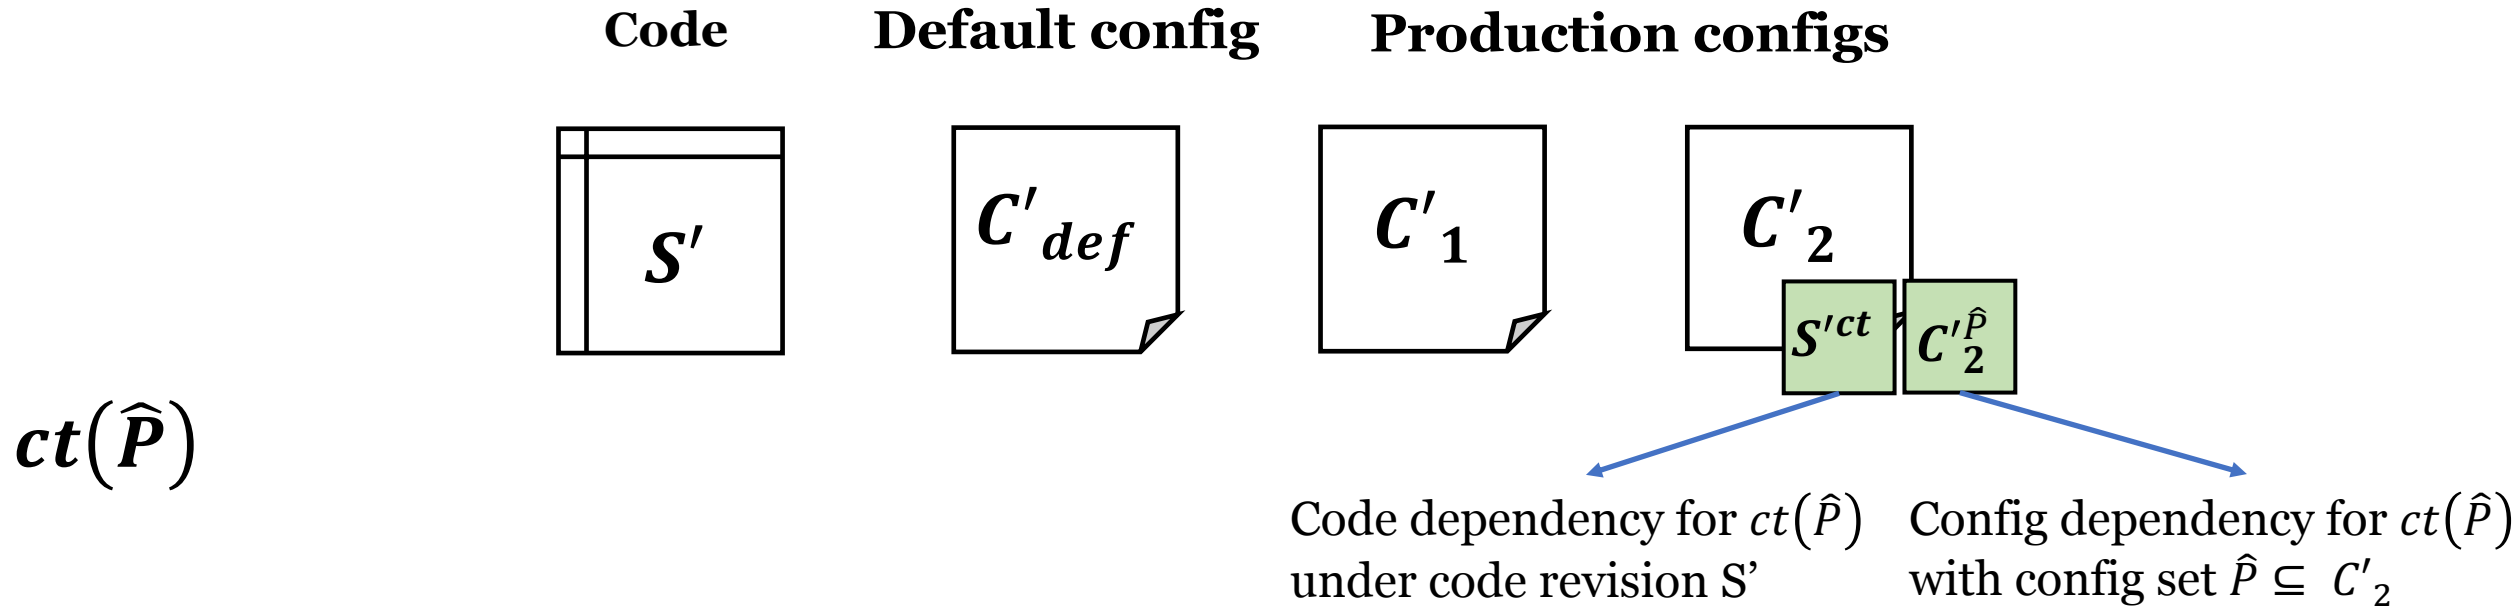 Code Default config Production configs
S′
C′def
C′1
C′2
S′ct
C′P̂2
ct(P̂)
Code dependency for ct(P̂)
under code revision S’
Config dependency for ct(P̂)
with config set P̂ ⊆ C′2